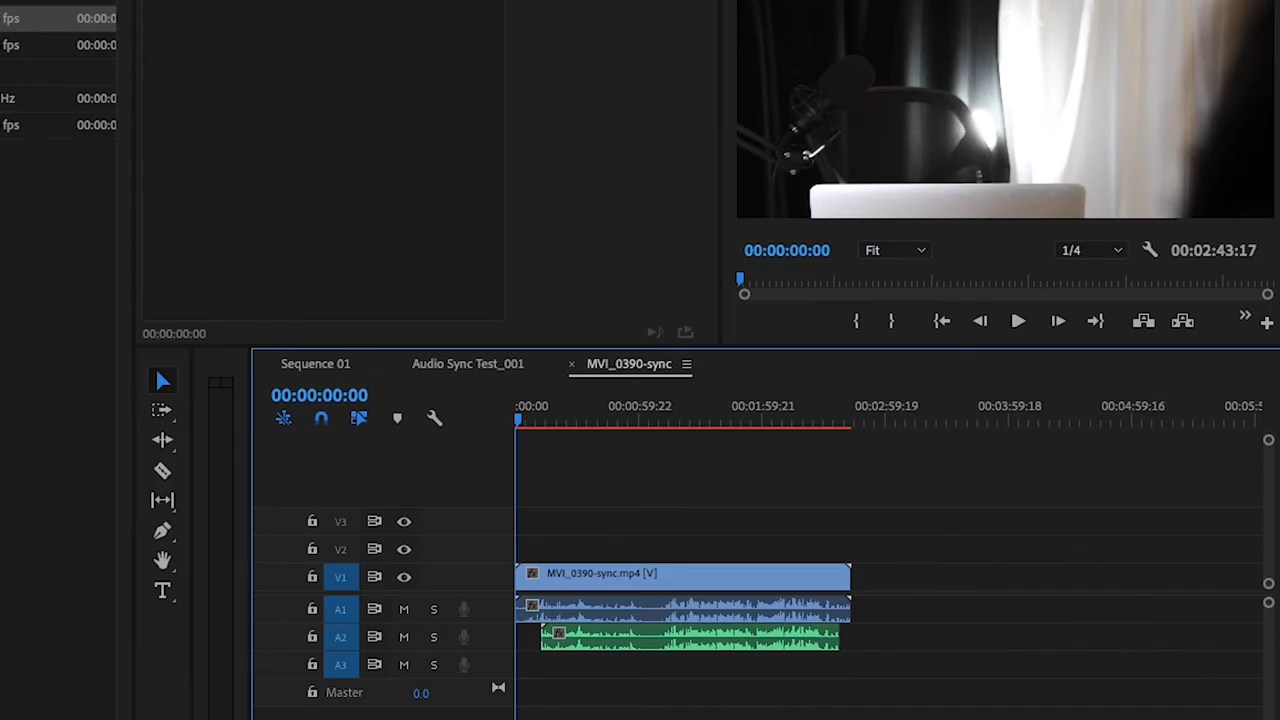 fps 00:00:0
fps 00:00:0
Hz 00:00:0
fps 00:00:0
00:00:00:00 Fit 1/4 00:02:43:17
00:00:00:00
Sequence 01 Audio Sync Test_001 × MVI_0390-sync
00:00:00:00
:00:00 00:00:59:22 00:01:59:21 00:02:59:19 00:03:59:18 00:04:59:16 00:05:5
V3
V2
V1 fx MVI_0390-sync.mp4 [V]
A1 M S fx
A2 M S fx
A3 M S
Master 0.0
T